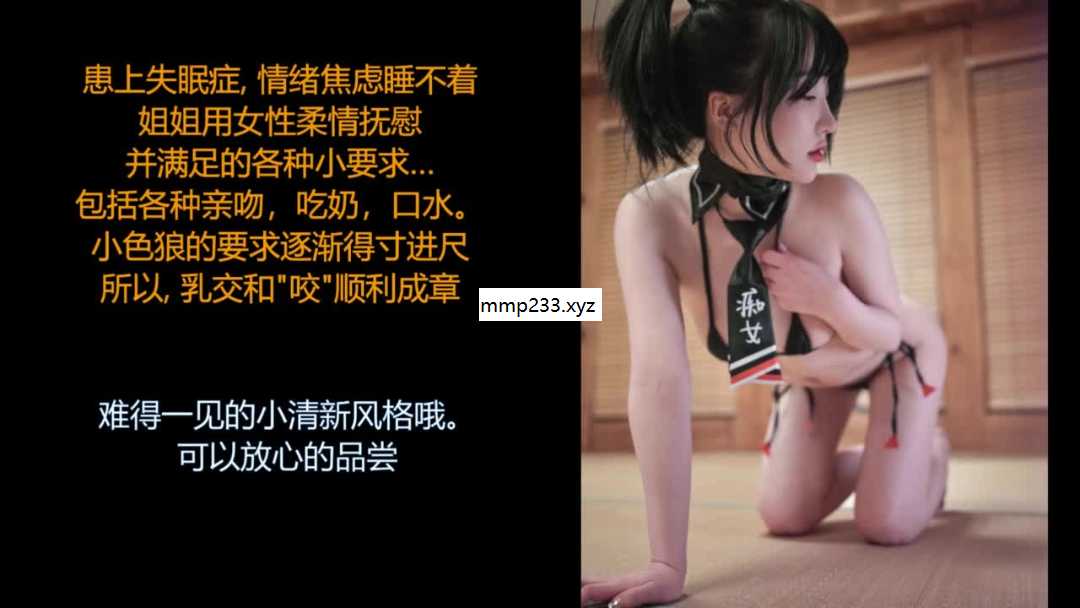 患上失眠症, 情绪焦虑睡不着
姐姐用女性柔情抚慰
并满足的各种小要求...
包括各种亲吻，吃奶，口水。
小色狼的要求逐渐得寸进尺
所以, 乳交和"咬"顺利成章
难得一见的小清新风格哦。
可以放心的品尝
mmp233.xyz
痴女